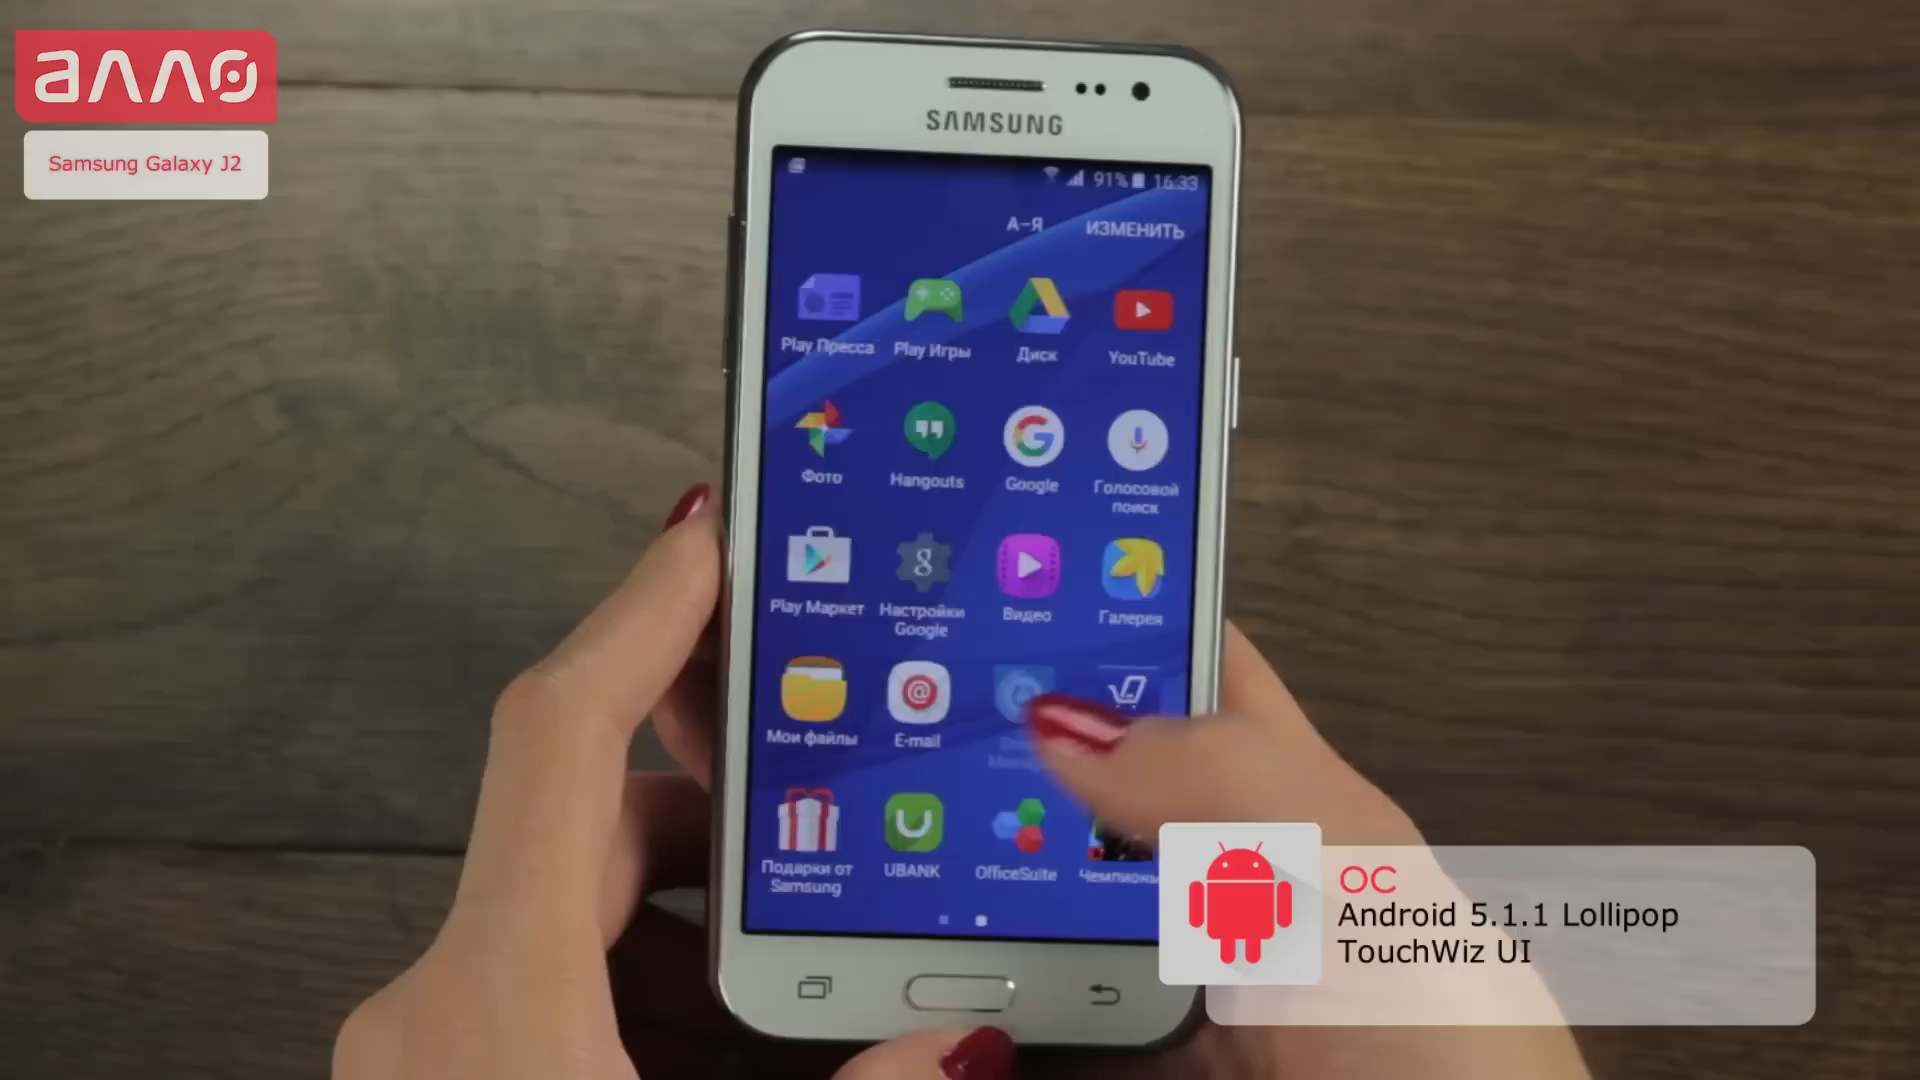 алло
Samsung Galaxy J2
SAMSUNG
91% 16:33
А–Я ИЗМЕНИТЬ
Play Пресса Play Игры Диск YouTube
Фото Hangouts Google Голосовой поиск
Play Маркет Настройки Google Видео Галерея
Мои файлы E-mail
Подарки от Samsung UBANK OfficeSuite
ОС
Android 5.1.1 Lollipop
TouchWiz UI